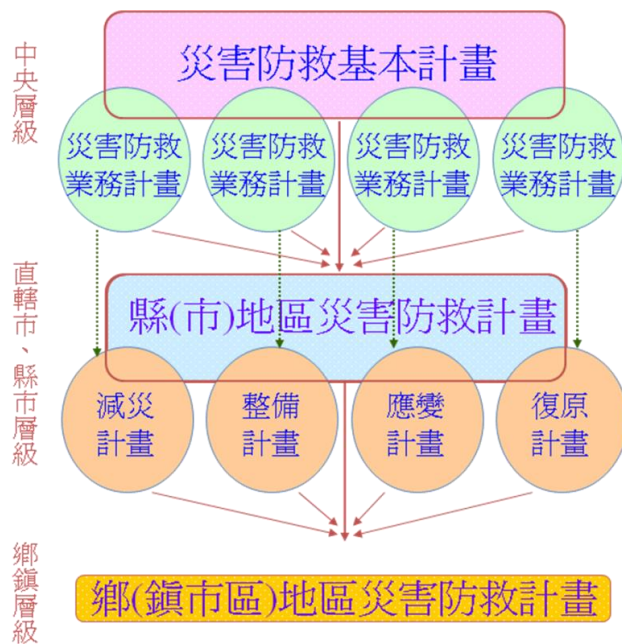 中央層級
災害防救基本計畫
災害防救
業務計畫
災害防救
業務計畫
災害防救
業務計畫
災害防救
業務計畫
直轄市、縣市層級
縣(市)地區災害防救計畫
減災
計畫
整備
計畫
應變
計畫
復原
計畫
鄉鎮層級
鄉(鎮市區)地區災害防救計畫